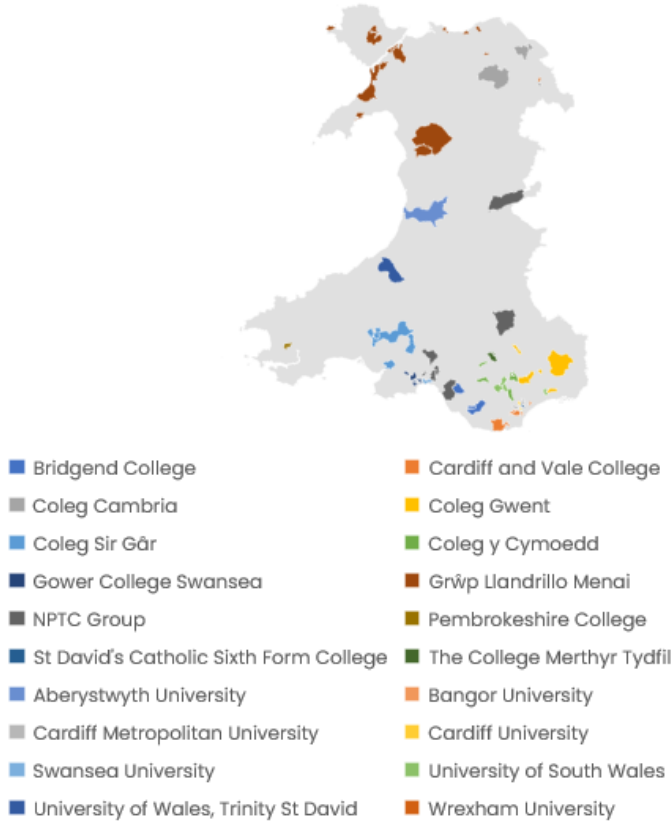 Bridgend College
Cardiff and Vale College
Coleg Cambria
Coleg Gwent
Coleg Sir Gâr
Coleg y Cymoedd
Gower College Swansea
Grŵp Llandrillo Menai
NPTC Group
Pembrokeshire College
St David's Catholic Sixth Form College
The College Merthyr Tydfil
Aberystwyth University
Bangor University
Cardiff Metropolitan University
Cardiff University
Swansea University
University of South Wales
University of Wales, Trinity St David
Wrexham University